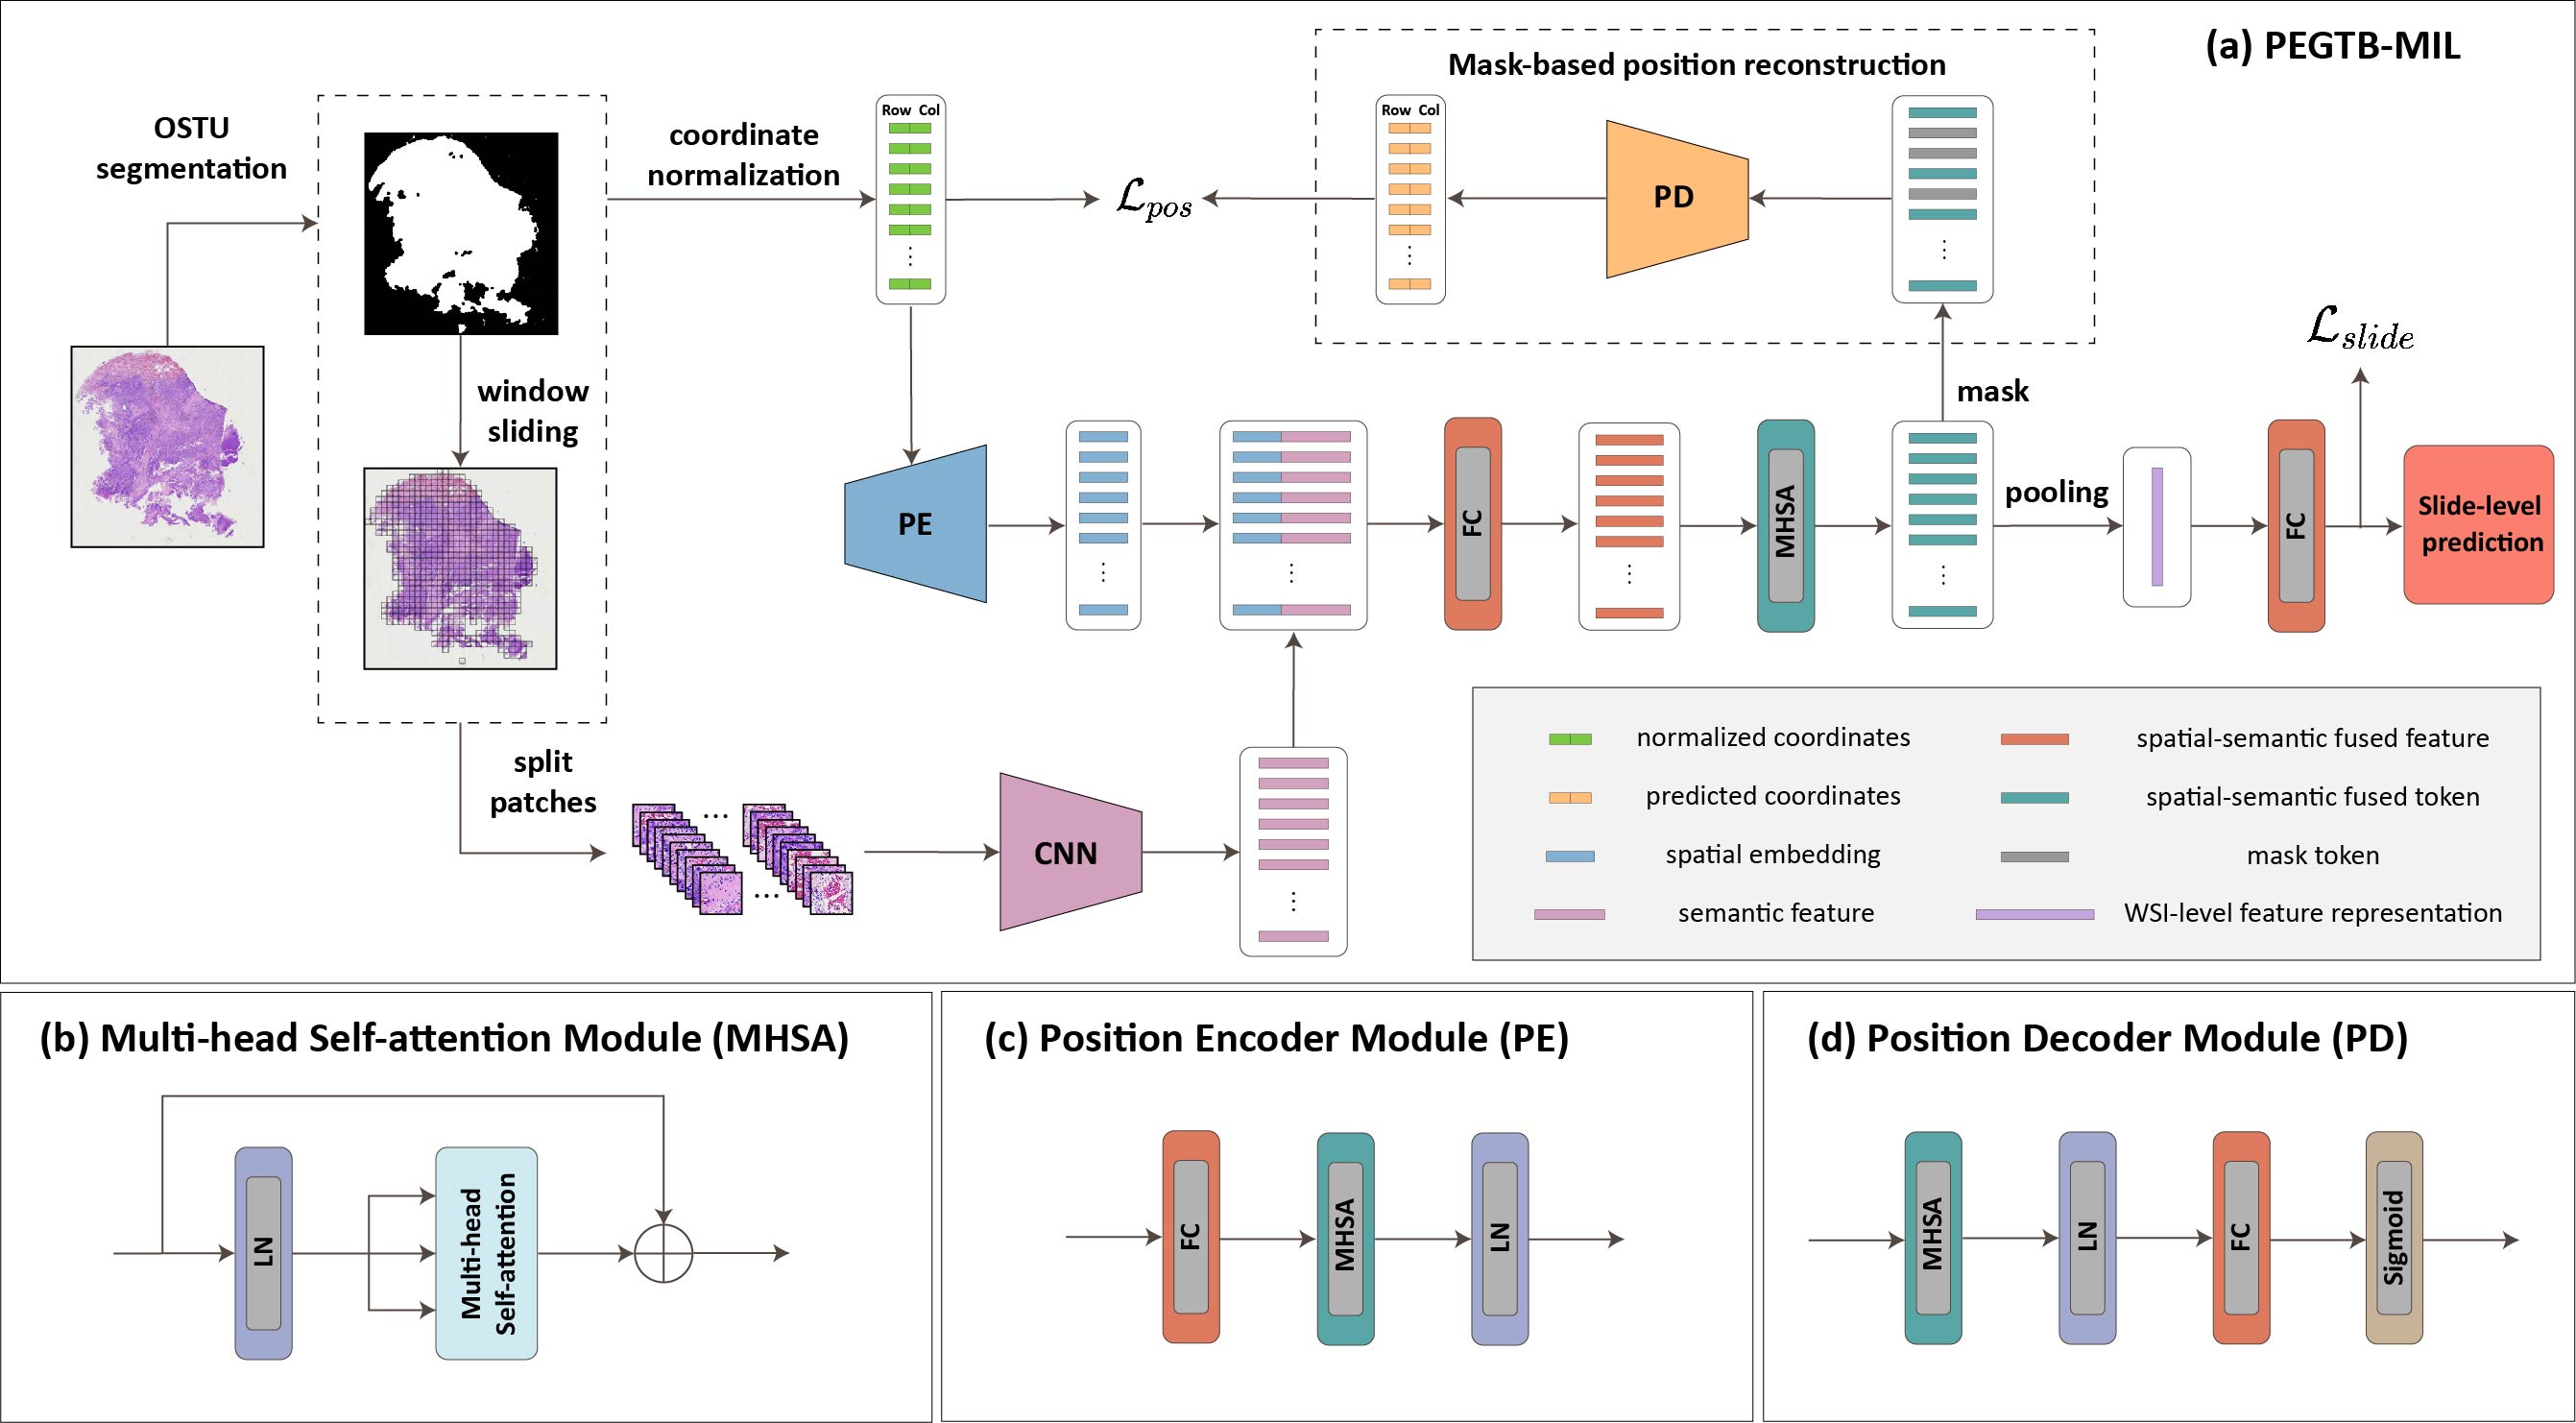 (a) PEGTB-MIL
Mask-based position reconstruction
OSTU
segmentation
coordinate
normalization
Row Col
Row Col
PD
ℒpos
ℒslide
window
sliding
mask
PE
FC
MHSA
pooling
FC
Slide-level
prediction
split
patches
CNN
normalized coordinates
spatial-semantic fused feature
predicted coordinates
spatial-semantic fused token
spatial embedding
mask token
semantic feature
WSI-level feature representation
(b) Multi-head Self-attention Module (MHSA)
LN
Multi-head
Self-attention
(c) Position Encoder Module (PE)
FC
MHSA
LN
(d) Position Decoder Module (PD)
MHSA
LN
FC
Sigmoid